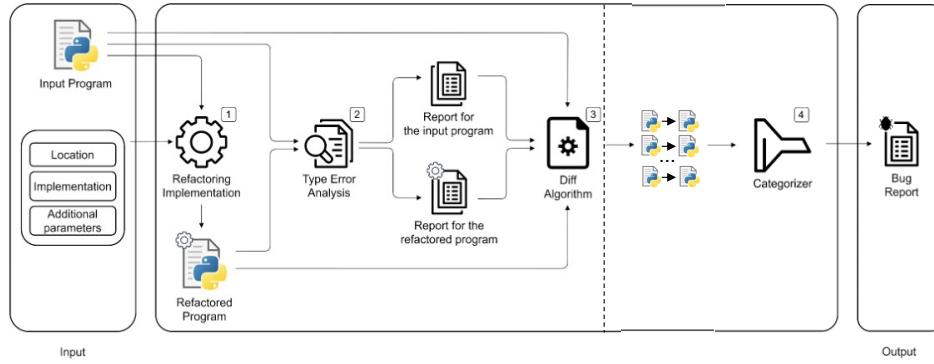 Input Program
Location
Implementation
Additional
parameters
Input
1
Refactoring
Implementation
Refactored
Program
2
Type Error
Analysis
Report for
the input program
Report for the
refactored program
3
Diff
Algorithm
...
4
Categorizer
Bug
Report
Output